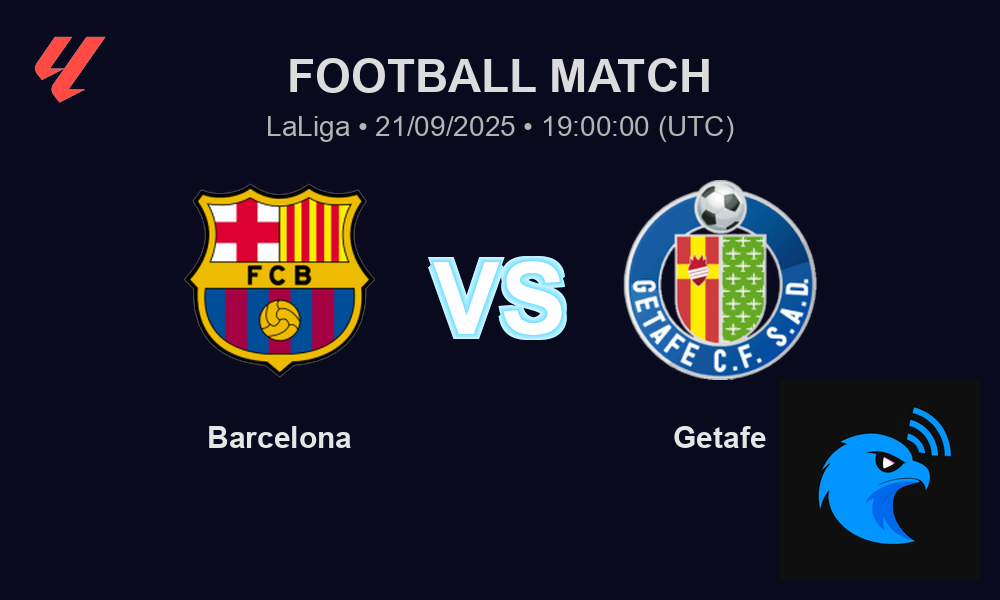 FOOTBALL MATCH
LaLiga • 21/09/2025 • 19:00:00 (UTC)
FCB
VS
GETAFE C.F. S.A.D.
Barcelona
Getafe